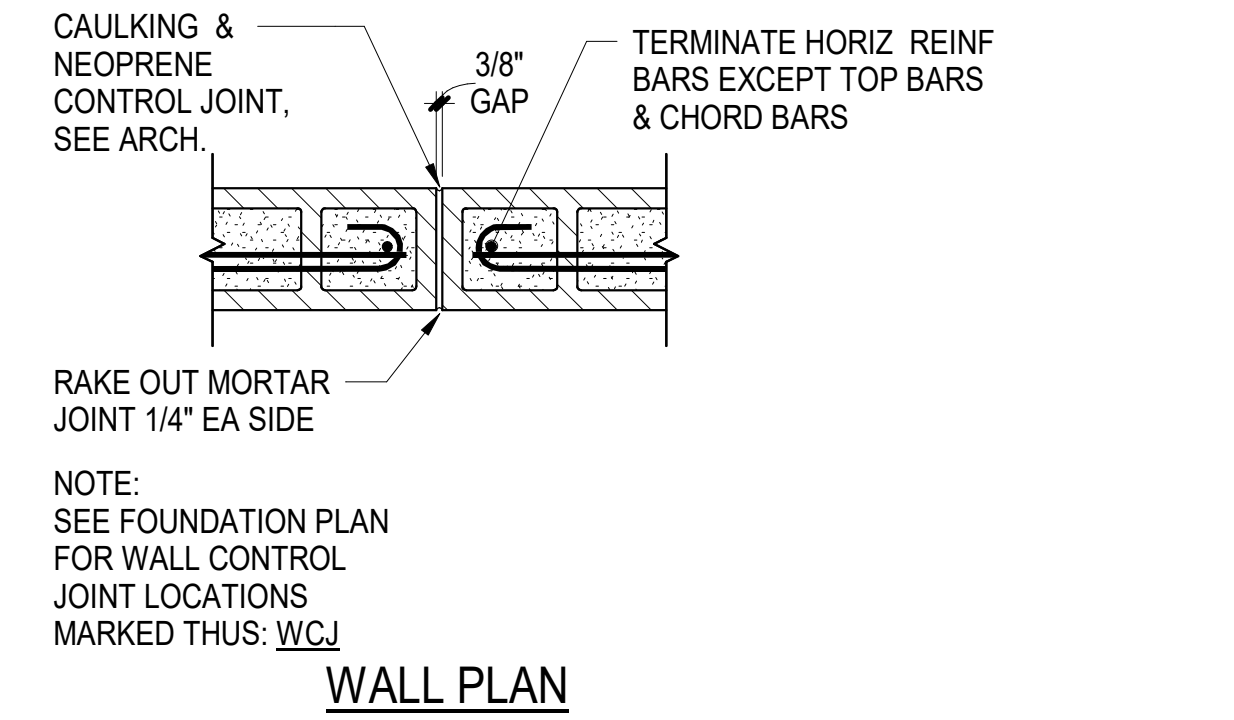 CAULKING &
NEOPRENE
CONTROL JOINT,
SEE ARCH.
3/8"
GAP
TERMINATE HORIZ REINF
BARS EXCEPT TOP BARS
& CHORD BARS
RAKE OUT MORTAR
JOINT 1/4" EA SIDE
NOTE:
SEE FOUNDATION PLAN
FOR WALL CONTROL
JOINT LOCATIONS
MARKED THUS: WCJ
WALL PLAN